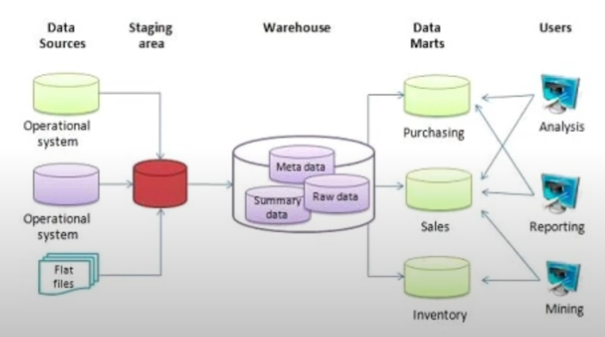 Data
Sources
Staging
area
Warehouse
Data
Marts
Users
Operational
system
Operational
system
Flat
files
Meta data
Summary
data
Raw data
Purchasing
Sales
Inventory
Analysis
Reporting
Mining